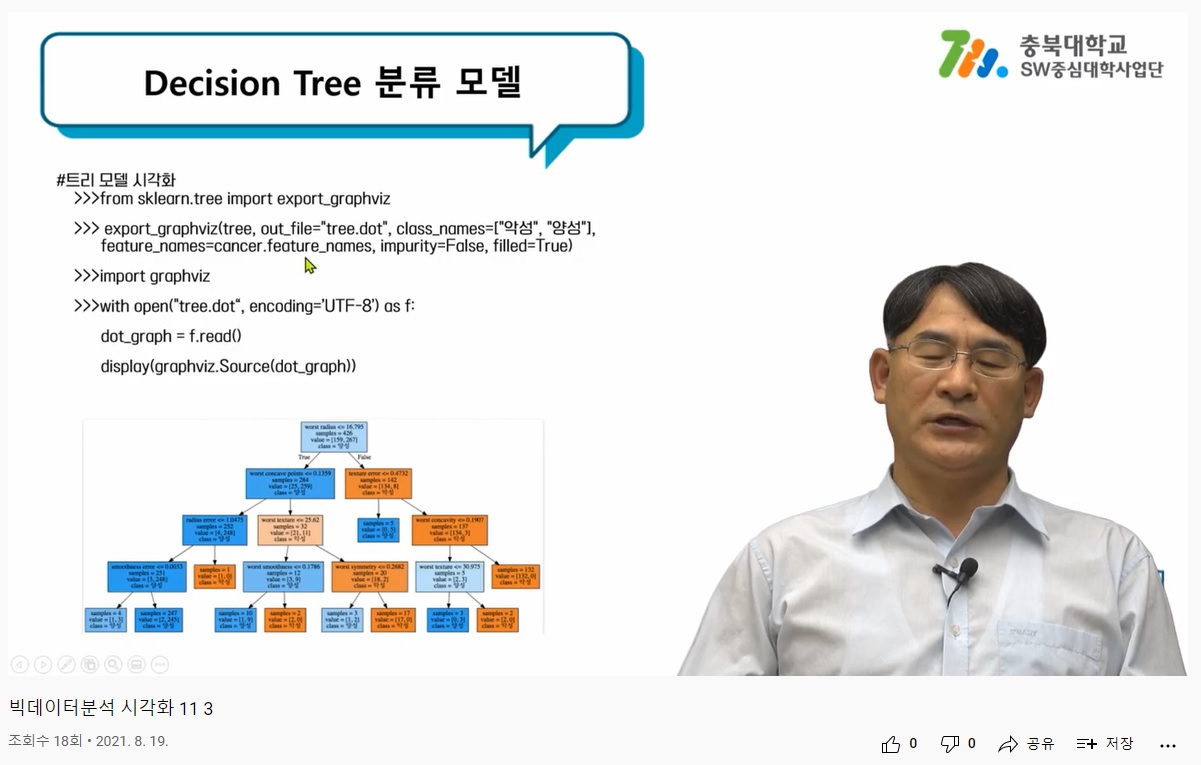 Decision Tree 분류 모델
충북대학교
SW중심대학사업단
#트리 모델 시각화
>>>from sklearn.tree import export_graphviz
>>> export_graphviz(tree, out_file="tree.dot", class_names=["악성", "양성"],
feature_names=cancer.feature_names, impurity=False, filled=True)
>>>import graphviz
>>>with open("tree.dot", encoding='UTF-8') as f:
dot_graph = f.read()
display(graphviz.Source(dot_graph))
worst radius <= 16.795
samples = 426
value = [159, 267]
class = 양성
True
False
worst concave points <= 0.1359
samples = 284
value = [25, 259]
class = 양성
texture error <= 0.4732
samples = 142
value = [134, 8]
class = 악성
radius error <= 1.0475
samples = 252
value = [4, 248]
class = 양성
worst texture <= 25.62
samples = 32
value = [21, 11]
class = 악성
samples = 5
value = [0, 5]
class = 양성
worst concavity <= 0.1907
samples = 137
value = [134, 3]
class = 악성
smoothness error <= 0.0033
samples = 251
value = [3, 248]
class = 양성
samples = 1
value = [1, 0]
class = 악성
worst smoothness <= 0.1786
samples = 12
value = [3, 9]
class = 양성
worst symmetry <= 0.2682
samples = 20
value = [18, 2]
class = 악성
worst texture <= 30.975
samples = 5
value = [2, 3]
class = 양성
samples = 132
value = [132, 0]
class = 악성
samples = 4
value = [1, 3]
class = 양성
samples = 247
value = [2, 245]
class = 양성
samples = 10
value = [1, 9]
class = 양성
samples = 2
value = [2, 0]
class = 악성
samples = 3
value = [1, 2]
class = 양성
samples = 17
value = [17, 0]
class = 악성
samples = 3
value = [0, 3]
class = 양성
samples = 2
value = [2, 0]
class = 악성
빅데이터분석 시각화 11 3
조회수 18회 • 2021. 8. 19.
0
0
공유
저장